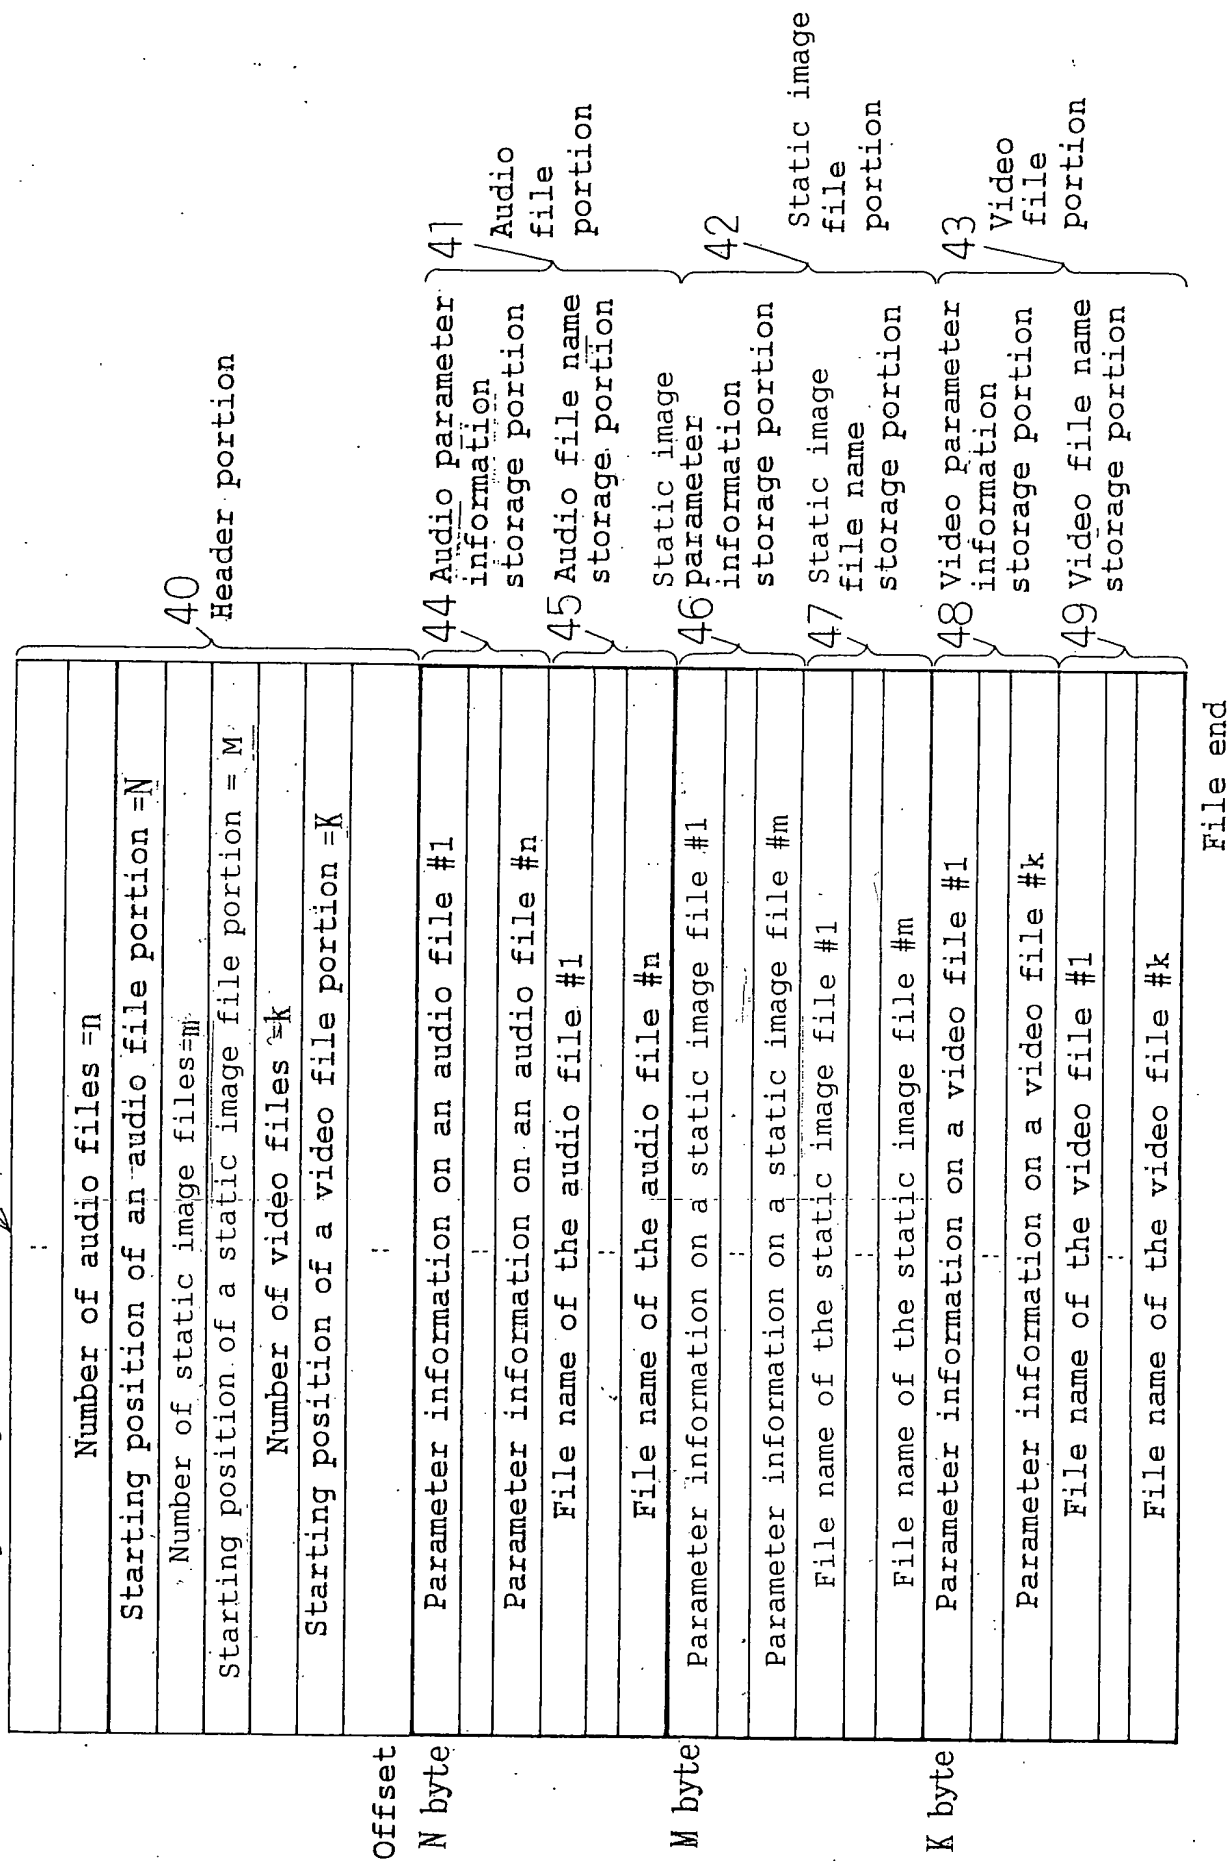 Number of audio files =n
Starting position of an audio file portion =N
Number of static image files=m
Starting position of a static image file portion = M
Number of video files =k
Starting position of a video file portion =K
40
Header portion
Offset
N byte
Parameter information on an audio file #1
Parameter information on an audio file #n
44 Audio parameter
information
storage portion
File name of the audio file #1
File name of the audio file #n
45 Audio file name
storage portion
41
Audio
file
portion
M byte
Parameter information on a static image file #1
Parameter information on a static image file #m
46
Static image
parameter
information
storage portion
File name of the static image file #1
File name of the static image file #m
47
Static image
file name
storage portion
42
Static image
file
portion
K byte
Parameter information on a video file #1
Parameter information on a video file #k
48 Video parameter
information
storage portion
File name of the video file #1
File name of the video file #k
49 Video file name
storage portion
43
Video
file
portion
File end